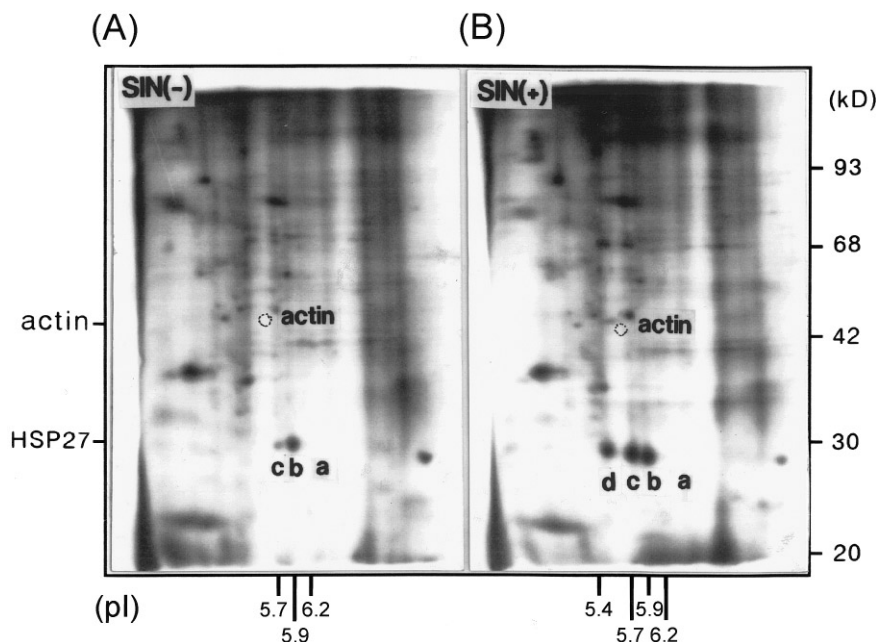 (A) (B)
SIN(-) SIN(+) (kD)
93
68
actin actin actin 42
HSP27 30
c b a d c b a
20
(pI) 5.7 6.2 5.4 5.9
5.9 5.7 6.2